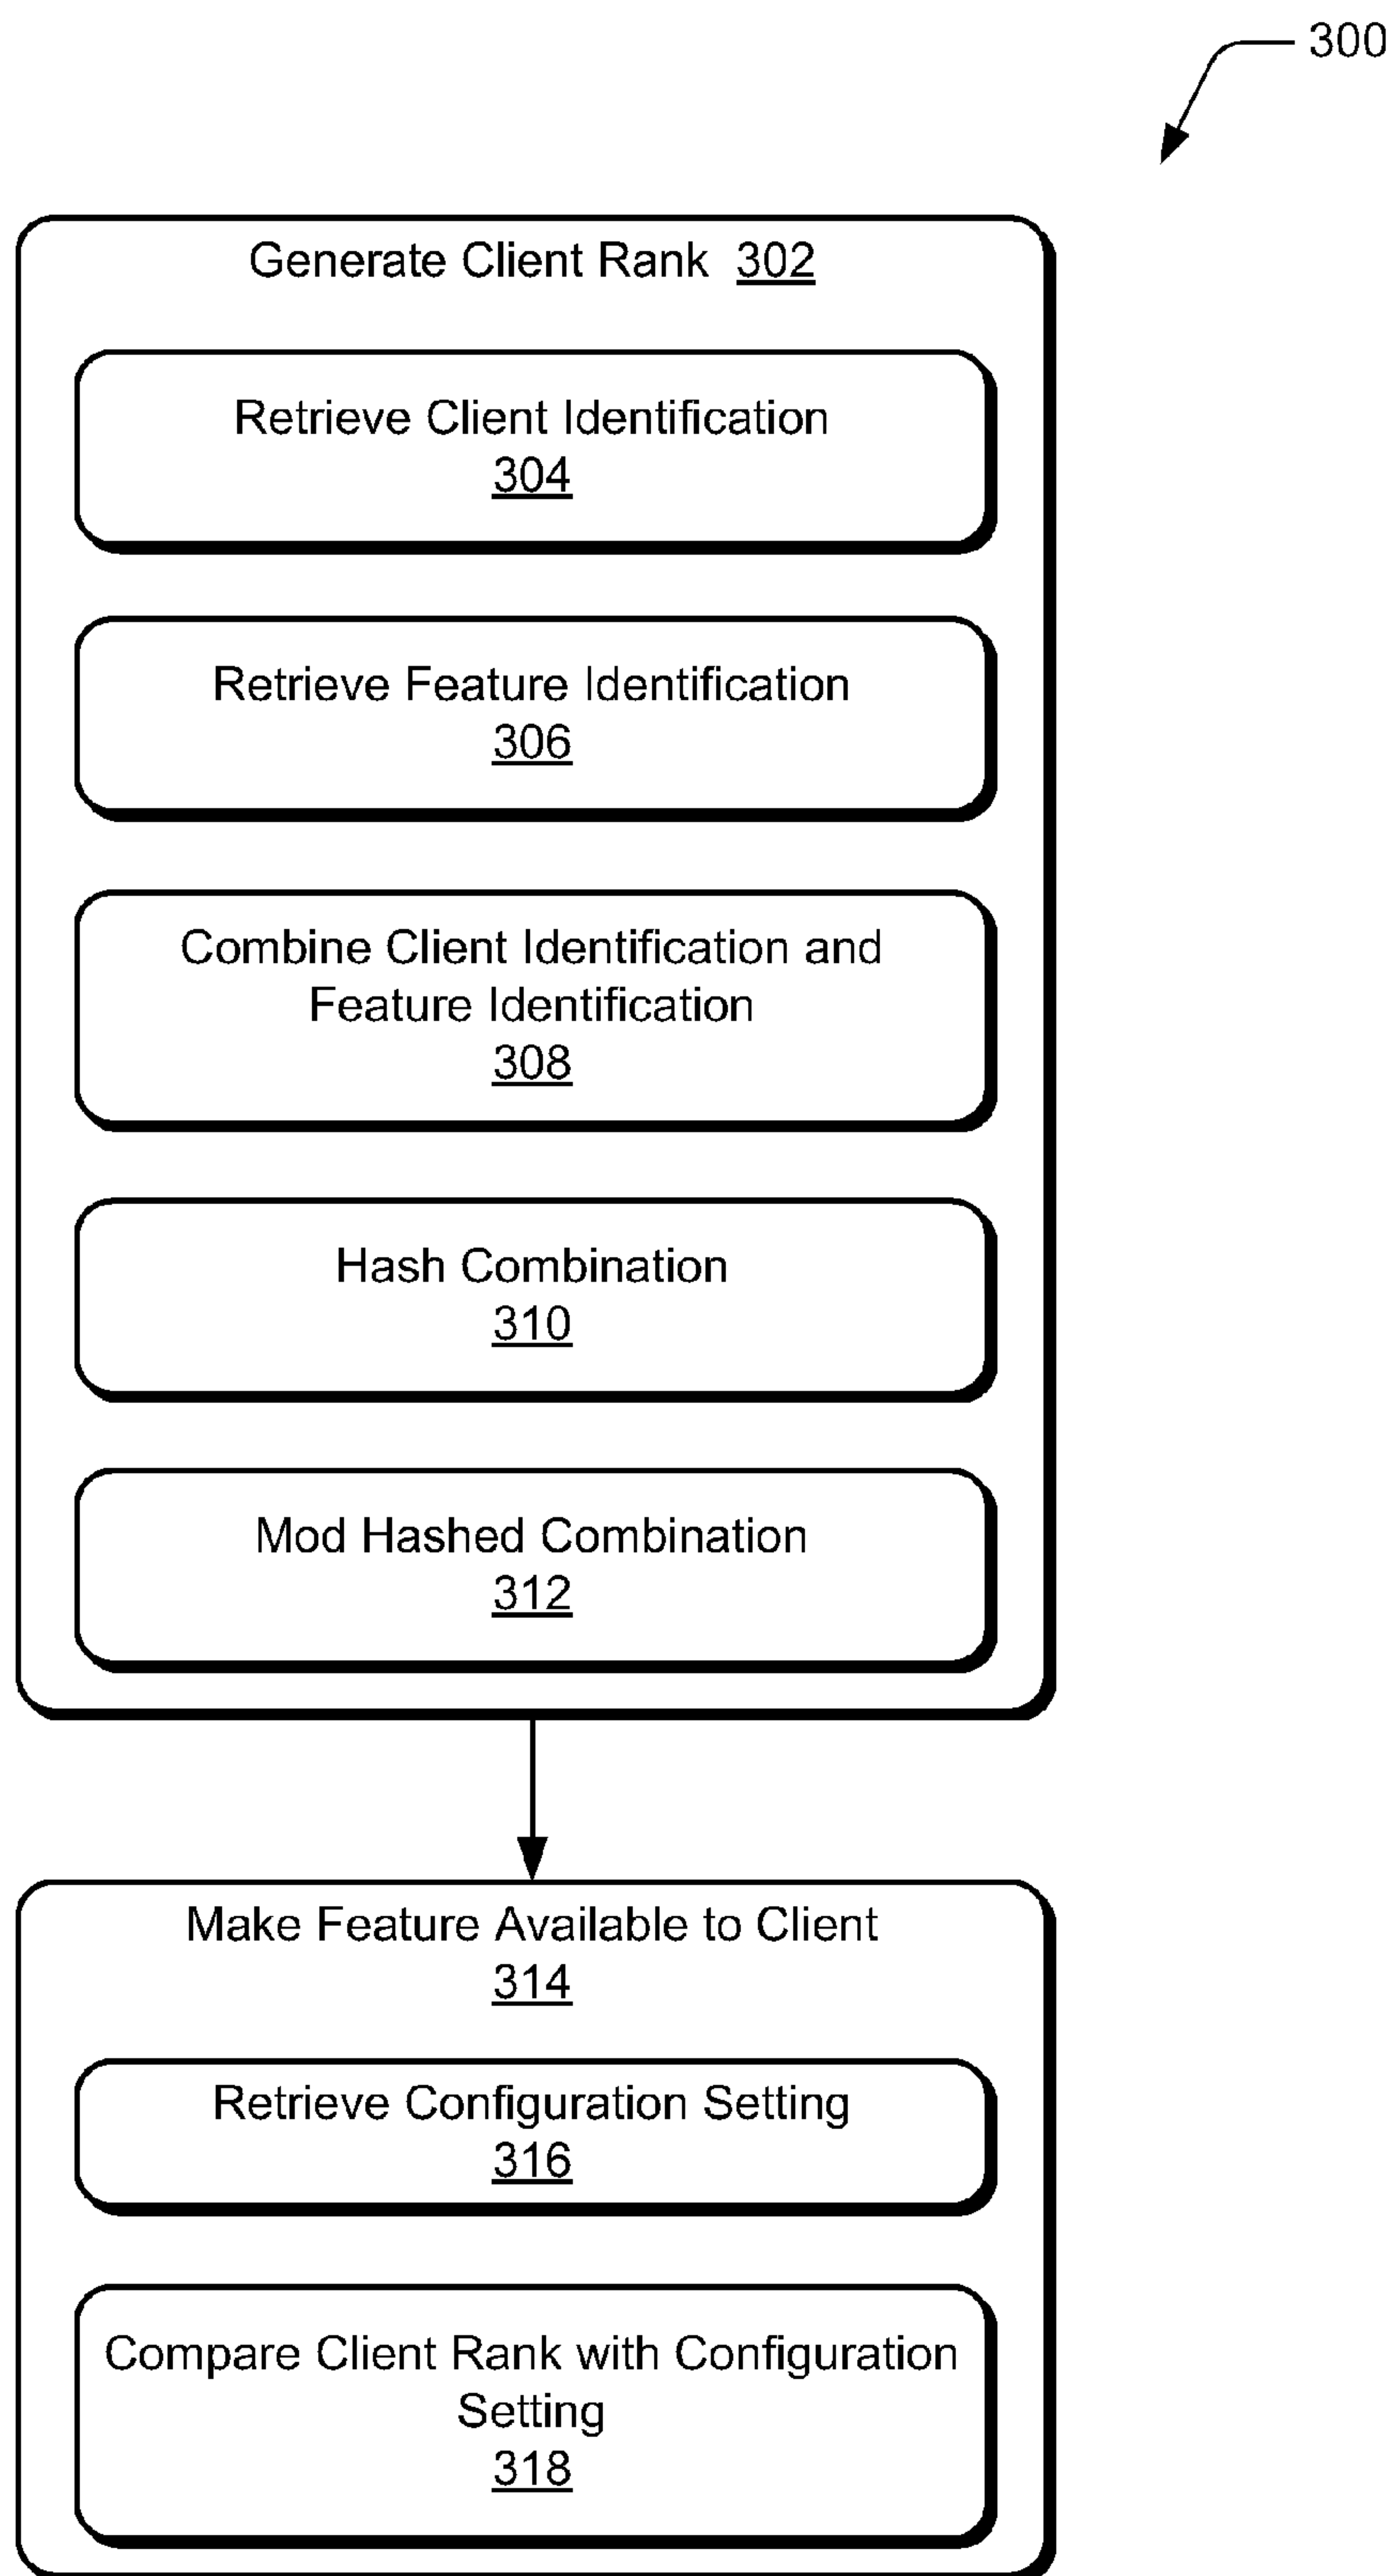 300
Generate Client Rank 302
Retrieve Client Identification
304
Retrieve Feature Identification
306
Combine Client Identification and
Feature Identification
308
Hash Combination
310
Mod Hashed Combination
312
Make Feature Available to Client
314
Retrieve Configuration Setting
316
Compare Client Rank with Configuration
Setting
318